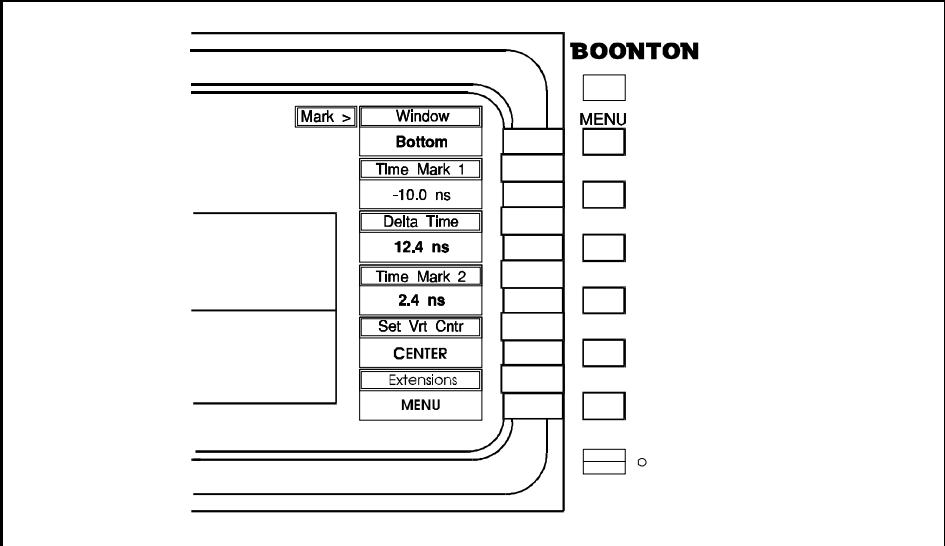 BOONTON
MENU
Mark >
Window
Bottom
Time Mark 1
-10.0 ns
Delta Time
12.4 ns
Time Mark 2
2.4 ns
Set Vrt Cntr
CENTER
Extensions
MENU